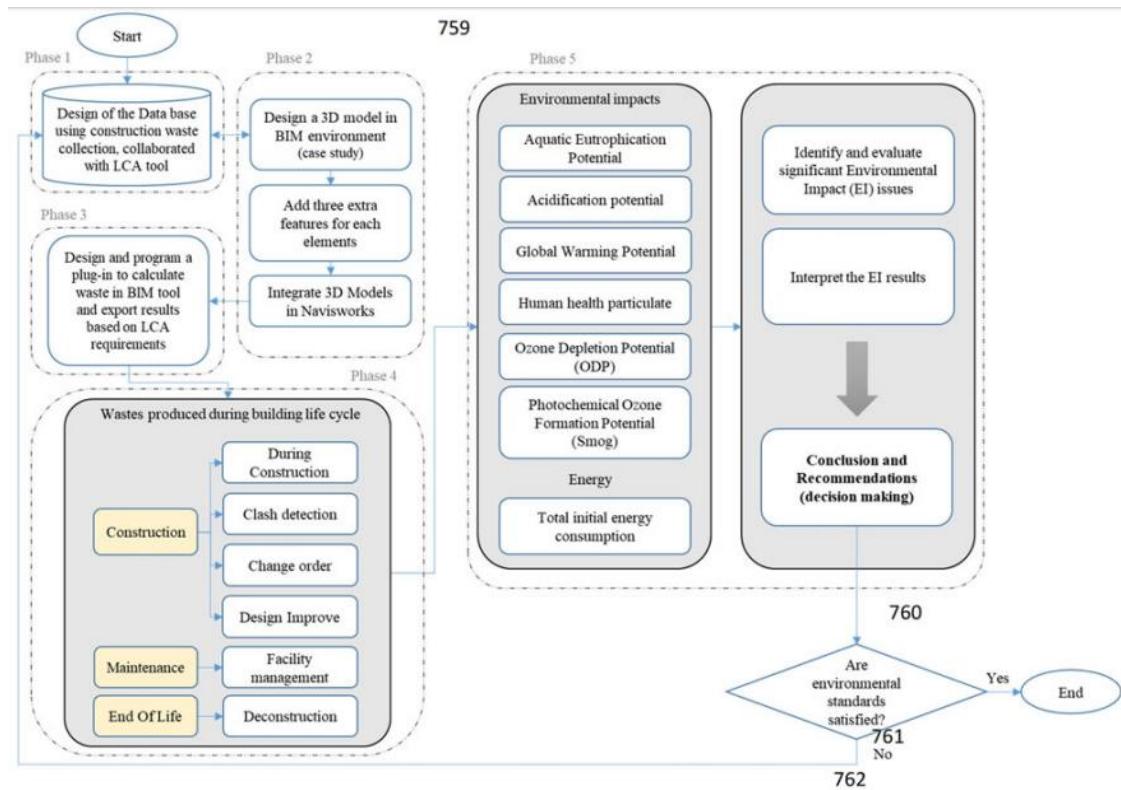 759
Start
Phase 1
Design of the Data base
using construction waste
collection, collaborated
with LCA tool
Phase 2
Design a 3D model in
BIM environment
(case study)
Add three extra
features for each
elements
Integrate 3D Models
in Navisworks
Phase 3
Design and program a
plug-in to calculate
waste in BIM tool
and export results
based on LCA
requirements
Phase 4
Wastes produced during building life cycle
Construction
During
Construction
Clash detection
Change order
Design Improve
Maintenance
Facility
management
End Of Life
Deconstruction
Phase 5
Environmental impacts
Aquatic Eutrophication
Potential
Acidification potential
Global Warming Potential
Human health particulate
Ozone Depletion Potential
(ODP)
Photochemical Ozone
Formation Potential
(Smog)
Energy
Total initial energy
consumption
Identify and evaluate
significant Environmental
Impact (EI) issues
Interpret the EI results
Conclusion and
Recommendations
(decision making)
760
Are
environmental
standards
satisfied?
Yes
End
761
No
762